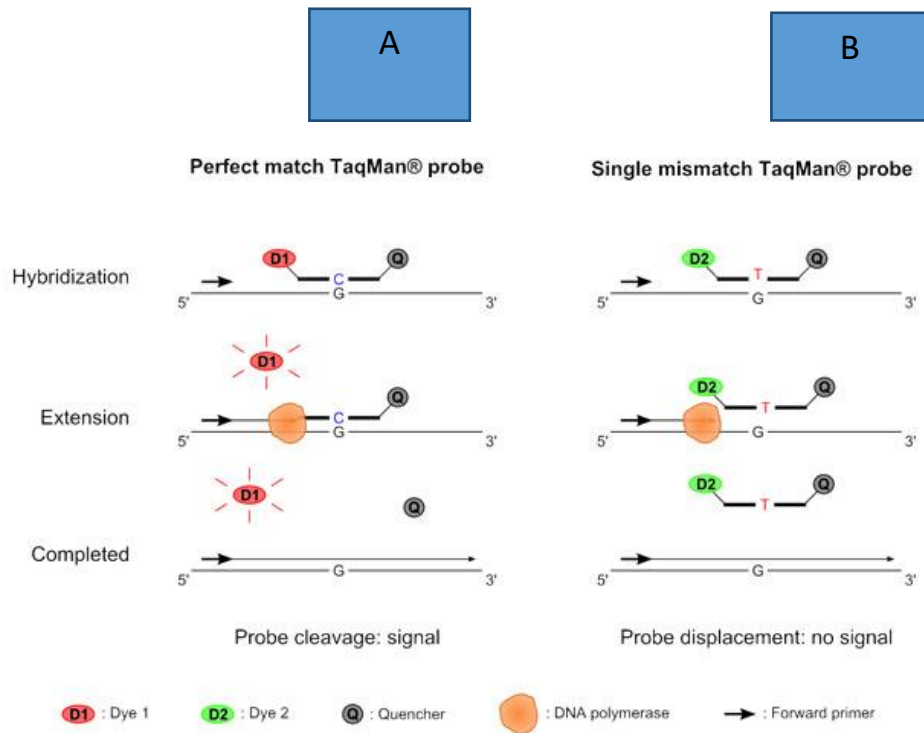 A B
Perfect match TaqMan® probe Single mismatch TaqMan® probe
D1 Q D2 Q
Hybridization C T
5' G 3' 5' G 3'
D1
Q D2 Q
Extension C T
5' G 3' 5' G 3'
D1 Q D2 Q
T
Completed
5' G 3' 5' G 3'
Probe cleavage: signal Probe displacement: no signal
D1 : Dye 1 D2 : Dye 2 Q : Quencher : DNA polymerase : Forward primer